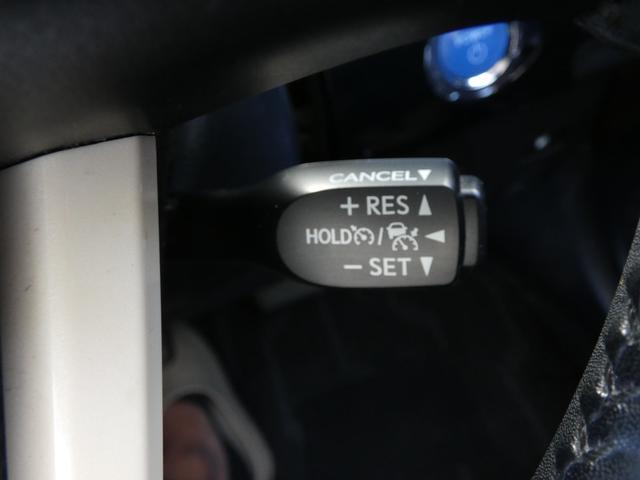 CANCEL▼
+ RES ▲
HOLD / ◀
− SET ▼